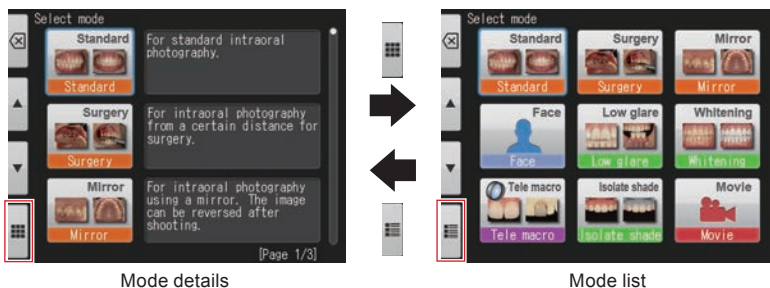 Select mode
Standard
Standard
For standard intraoral
photography.
Surgery
Surgery
For intraoral photography
from a certain distance for
surgery.
Mirror
Mirror
For intraoral photography
using a mirror. The image
can be reversed after
shooting.
[Page 1/3]
Mode details
Select mode
Standard
Standard
Surgery
Surgery
Mirror
Mirror
Face
Face
Low glare
Low glare
Whitening
Whitening
Tele macro
Tele macro
Isolate shade
Isolate shade
Movie
Movie
Mode list